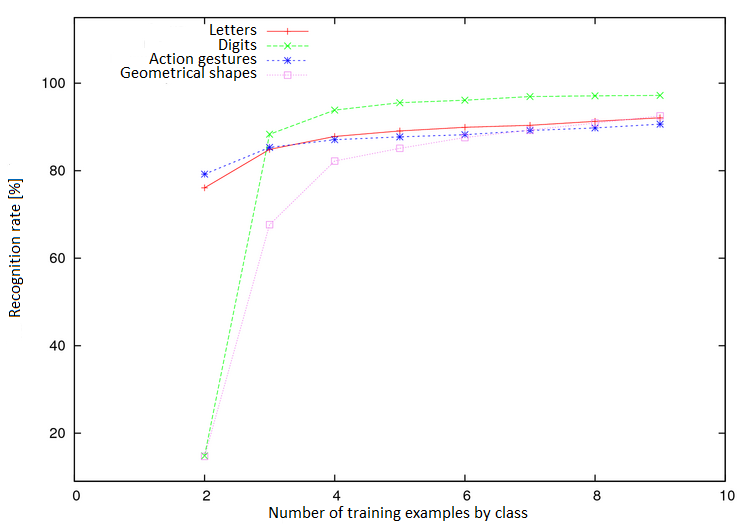 Letters
Digits
Action gestures
Geometrical shapes
100
80
60
40
20
Recognition rate [%]
0
2
4
6
8
10
Number of training examples by class